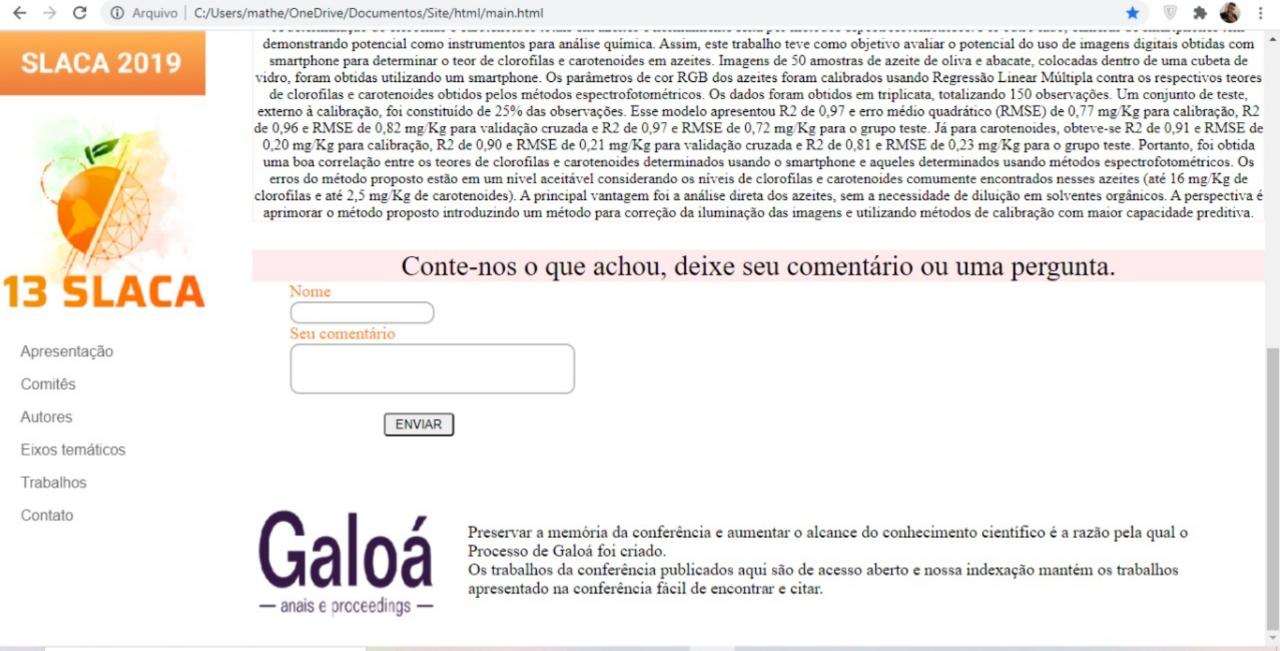 Arquivo | C:/Users/mathe/OneDrive/Documentos/Site/html/main.html
SLACA 2019
13 SLACA
Apresentação
Comitês
Autores
Eixos temáticos
Trabalhos
Contato
demonstrando potencial como instrumentos para análise química. Assim, este trabalho teve como objetivo avaliar o potencial do uso de imagens digitais obtidas com
smartphone para determinar o teor de clorofilas e carotenoides em azeites. Imagens de 50 amostras de azeite de oliva e abacate, colocadas dentro de uma cubeta de
vidro, foram obtidas utilizando um smartphone. Os parâmetros de cor RGB dos azeites foram calibrados usando Regressão Linear Múltipla contra os respectivos teores
de clorofilas e carotenoides obtidos pelos métodos espectrofotométricos. Os dados foram obtidos em triplicata, totalizando 150 observações. Um conjunto de teste,
externo à calibração, foi constituído de 25% das observações. Esse modelo apresentou R2 de 0,97 e erro médio quadrático (RMSE) de 0,77 mg/Kg para calibração, R2
de 0,96 e RMSE de 0,82 mg/Kg para validação cruzada e R2 de 0,97 e RMSE de 0,72 mg/Kg para o grupo teste. Já para carotenoides, obteve-se R2 de 0,91 e RMSE de
0,20 mg/Kg para calibração, R2 de 0,90 e RMSE de 0,21 mg/Kg para validação cruzada e R2 de 0,81 e RMSE de 0,23 mg/Kg para o grupo teste. Portanto, foi obtida
uma boa correlação entre os teores de clorofilas e carotenoides determinados usando o smartphone e aqueles determinados usando métodos espectrofotométricos. Os
erros do método proposto estão em um nível aceitável considerando os níveis de clorofilas e carotenoides comumente encontrados nesses azeites (até 16 mg/Kg de
clorofilas e até 2,5 mg/Kg de carotenoides). A principal vantagem foi a análise direta dos azeites, sem a necessidade de diluição em solventes orgânicos. A perspectiva é
aprimorar o método proposto introduzindo um método para correção da iluminação das imagens e utilizando métodos de calibração com maior capacidade preditiva.
Conte-nos o que achou, deixe seu comentário ou uma pergunta.
Nome
Seu comentário
ENVIAR
Galoá
— anais e proceedings —
Preservar a memória da conferência e aumentar o alcance do conhecimento científico é a razão pela qual o
Processo de Galoá foi criado.
Os trabalhos da conferência publicados aqui são de acesso aberto e nossa indexação mantém os trabalhos
apresentado na conferência fácil de encontrar e citar.